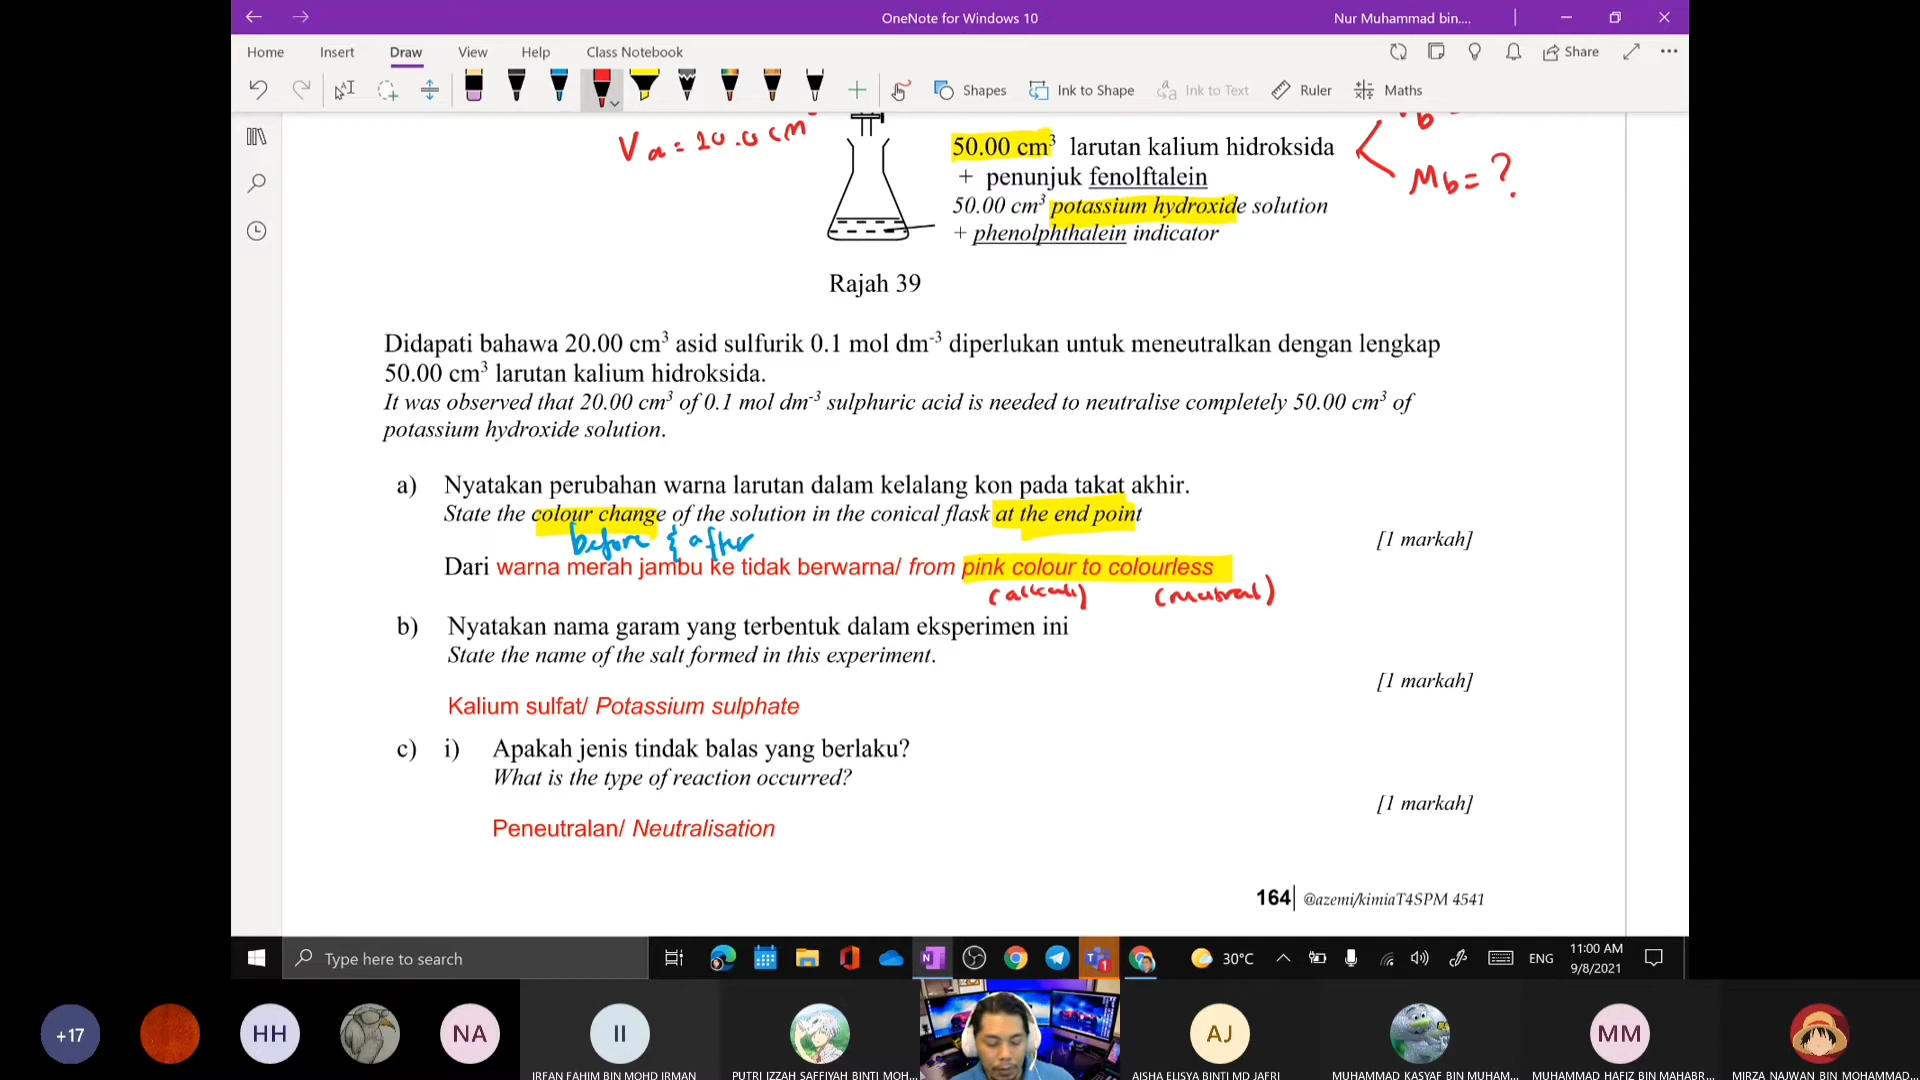 OneNote for Windows 10
Nur Muhammad bin....
Home Insert Draw View Help Class Notebook
Share
Shapes Ink to Shape Ink to Text Ruler Maths
Va = 20.0 cm
b
50.00 cm³ larutan kalium hidroksida
+ penunjuk fenolftalein
Mb = ?
50.00 cm³ potassium hydroxide solution
+ phenolphthalein indicator
Rajah 39
Didapati bahawa 20.00 cm³ asid sulfurik 0.1 mol dm⁻³ diperlukan untuk meneutralkan dengan lengkap
50.00 cm³ larutan kalium hidroksida.
It was observed that 20.00 cm³ of 0.1 mol dm⁻³ sulphuric acid is needed to neutralise completely 50.00 cm³ of
potassium hydroxide solution.
a) Nyatakan perubahan warna larutan dalam kelalang kon pada takat akhir.
State the colour change of the solution in the conical flask at the end point
before & after
[1 markah]
Dari warna merah jambu ke tidak berwarna/ from pink colour to colourless
(alkali) (neutral)
b) Nyatakan nama garam yang terbentuk dalam eksperimen ini
State the name of the salt formed in this experiment.
[1 markah]
Kalium sulfat/ Potassium sulphate
c) i) Apakah jenis tindak balas yang berlaku?
What is the type of reaction occurred?
[1 markah]
Peneutralan/ Neutralisation
164 @azemi/kimiaT4SPM 4541
Type here to search
30°C
ENG
11:00 AM
9/8/2021
+17
HH
NA
II
AJ
MM
IRFAN FAHIM BIN MOHD IRMAN
PUTRI IZZAH SAFFIYAH BINTI MOH...
AISHA ELISYA BINTI MD JAFRI
MUHAMMAD KASYAF BIN MUHAM...
MUHAMMAD HAFIZ BIN MAHABR...
MIRZA NAJWAN BIN MOHAMMAD...